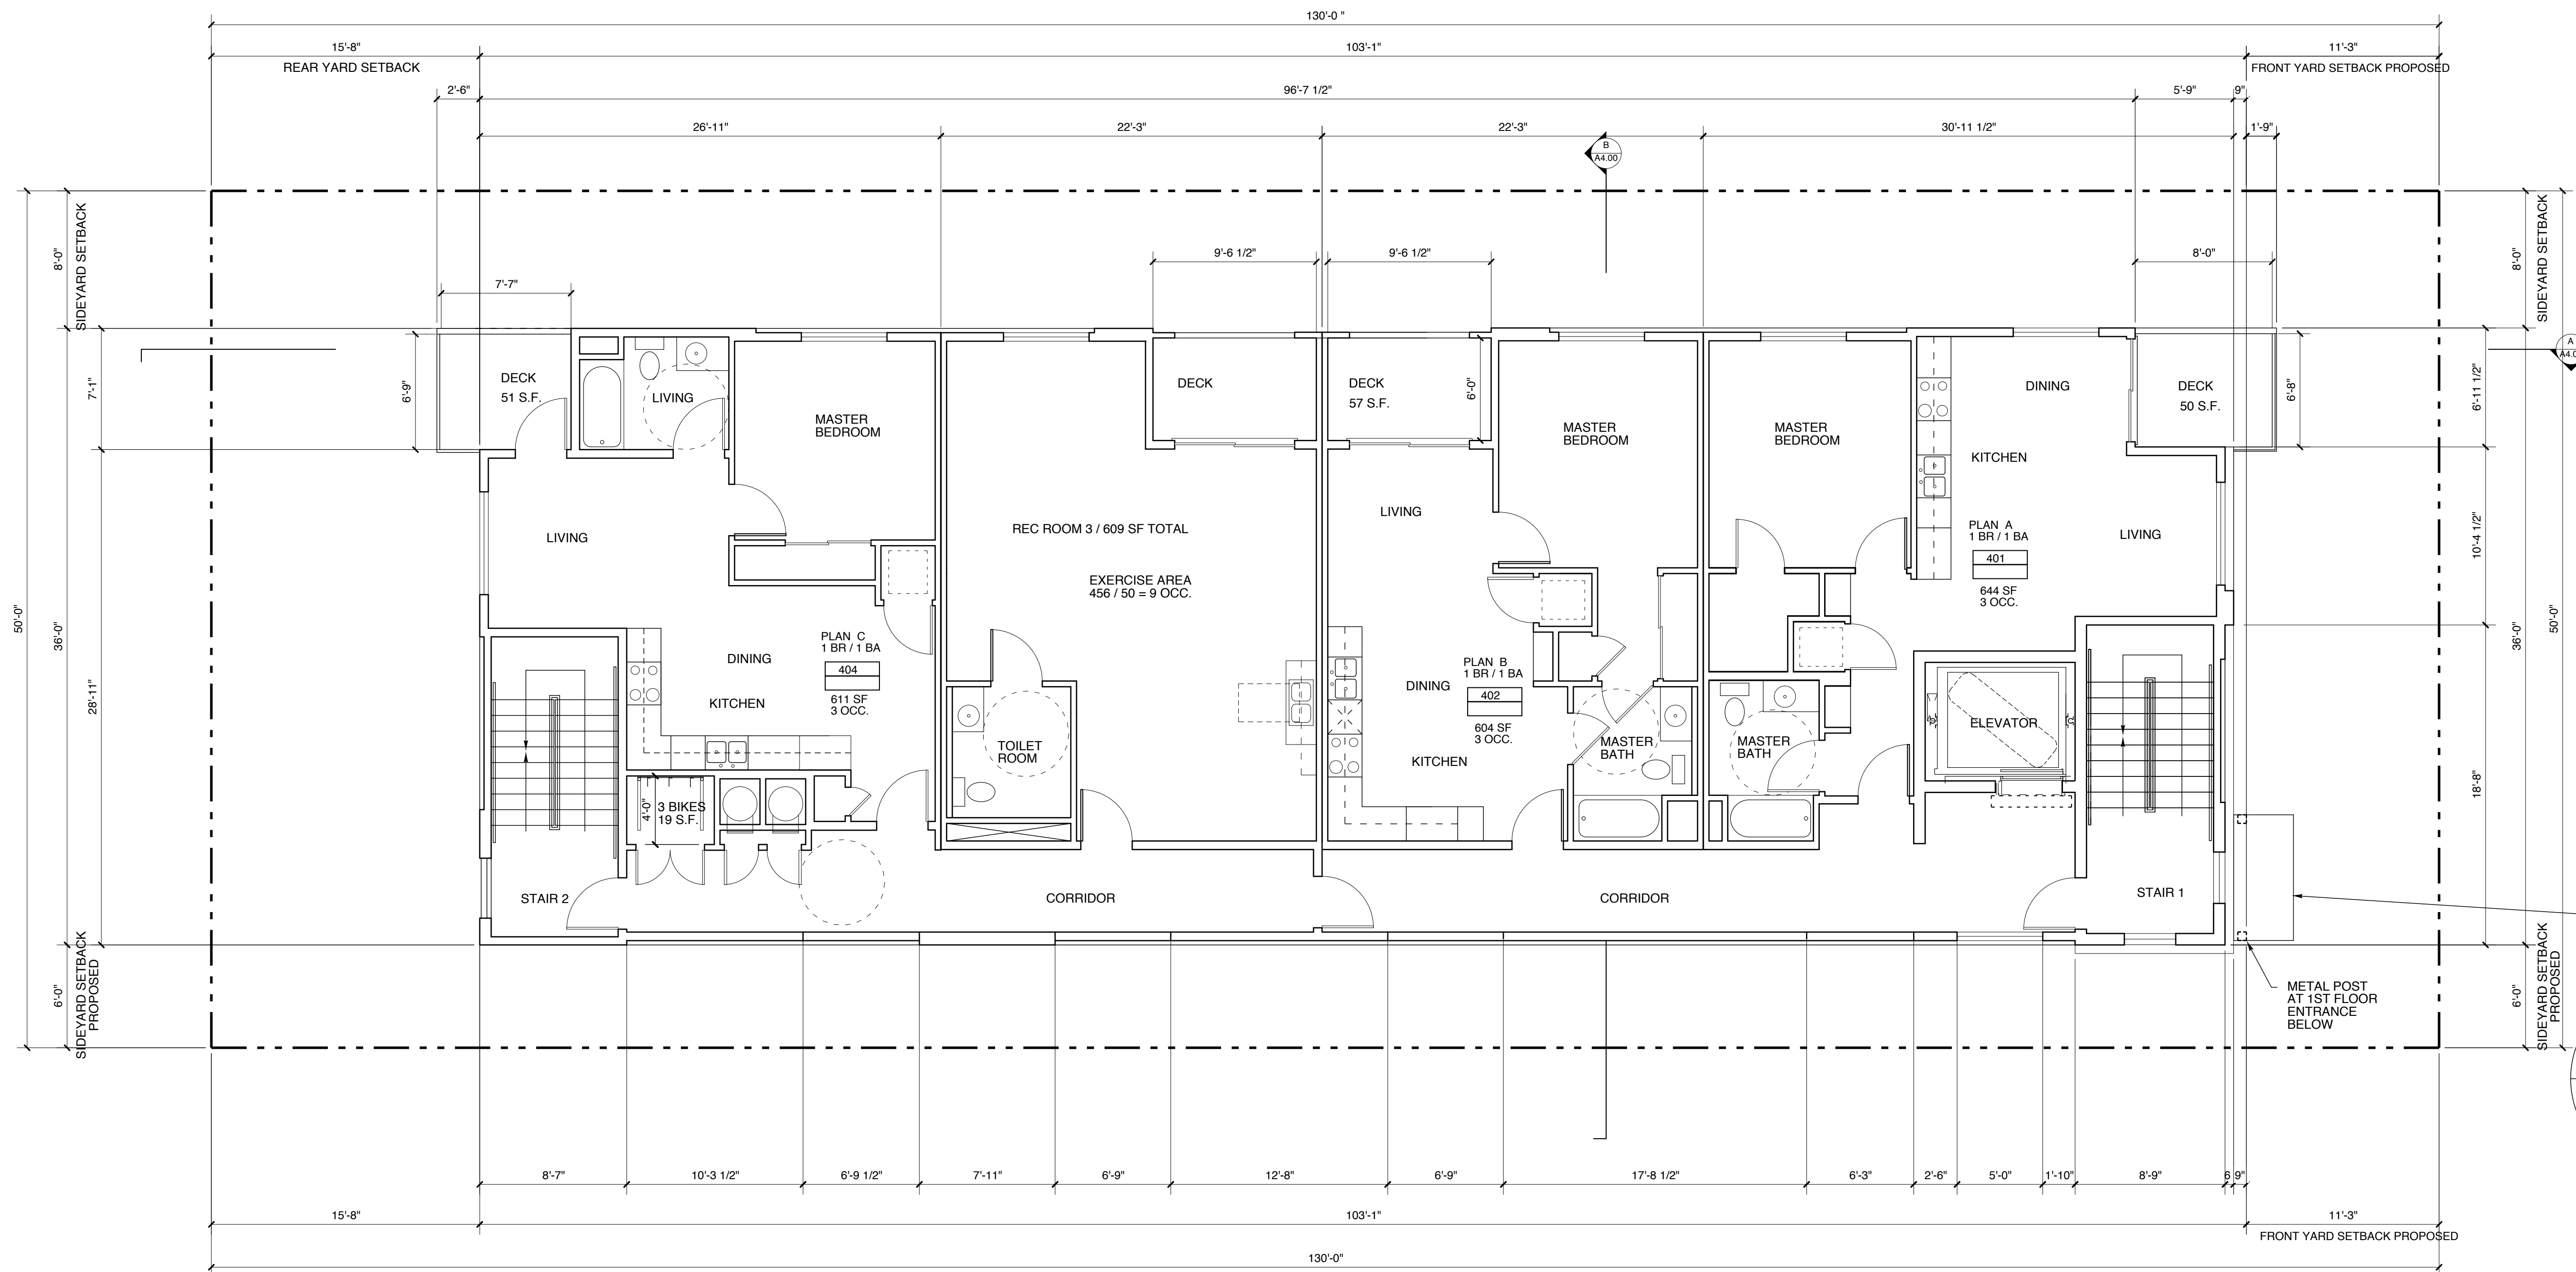 130'-0 "
15'-8"
103'-1"
11'-3"
REAR YARD SETBACK
FRONT YARD SETBACK PROPOSED
2'-6"
96'-7 1/2"
5'-9"
9"
26'-11"
22'-3"
22'-3"
30'-11 1/2"
1'-9"
B
A4.00
50'-0"
8'-0"
SIDEYARD SETBACK
36'-0"
7'-1"
28'-11"
6'-0"
SIDEYARD SETBACK
PROPOSED
9'-6 1/2"
9'-6 1/2"
8'-0"
7'-7"
6'-9"
DECK
51 S.F.
LIVING
MASTER
BEDROOM
LIVING
DINING
KITCHEN
PLAN C
1 BR / 1 BA
404
611 SF
3 OCC.
4'-0"
3 BIKES
19 S.F.
STAIR 2
DECK
REC ROOM 3 / 609 SF TOTAL
EXERCISE AREA
456 / 50 = 9 OCC.
TOILET
ROOM
CORRIDOR
DECK
57 S.F.
6'-0"
MASTER
BEDROOM
LIVING
PLAN B
1 BR / 1 BA
402
604 SF
3 OCC.
DINING
KITCHEN
MASTER
BATH
CORRIDOR
MASTER
BEDROOM
MASTER
BATH
DINING
KITCHEN
PLAN A
1 BR / 1 BA
401
644 SF
3 OCC.
LIVING
DECK
50 S.F.
6'-8"
ELEVATOR
STAIR 1
8'-0"
SIDEYARD SETBACK
A
6'-11 1/2"
10'-4 1/2"
36'-0"
50'-0"
18'-8"
6'-0"
SIDEYARD SETBACK
PROPOSED
METAL POST
AT 1ST FLOOR
ENTRANCE
BELOW
8'-7"
10'-3 1/2"
6'-9 1/2"
7'-11"
6'-9"
12'-8"
6'-9"
17'-8 1/2"
6'-3"
2'-6"
5'-0"
1'-10"
8'-9"
6
9"
15'-8"
103'-1"
11'-3"
FRONT YARD SETBACK PROPOSED
130'-0"